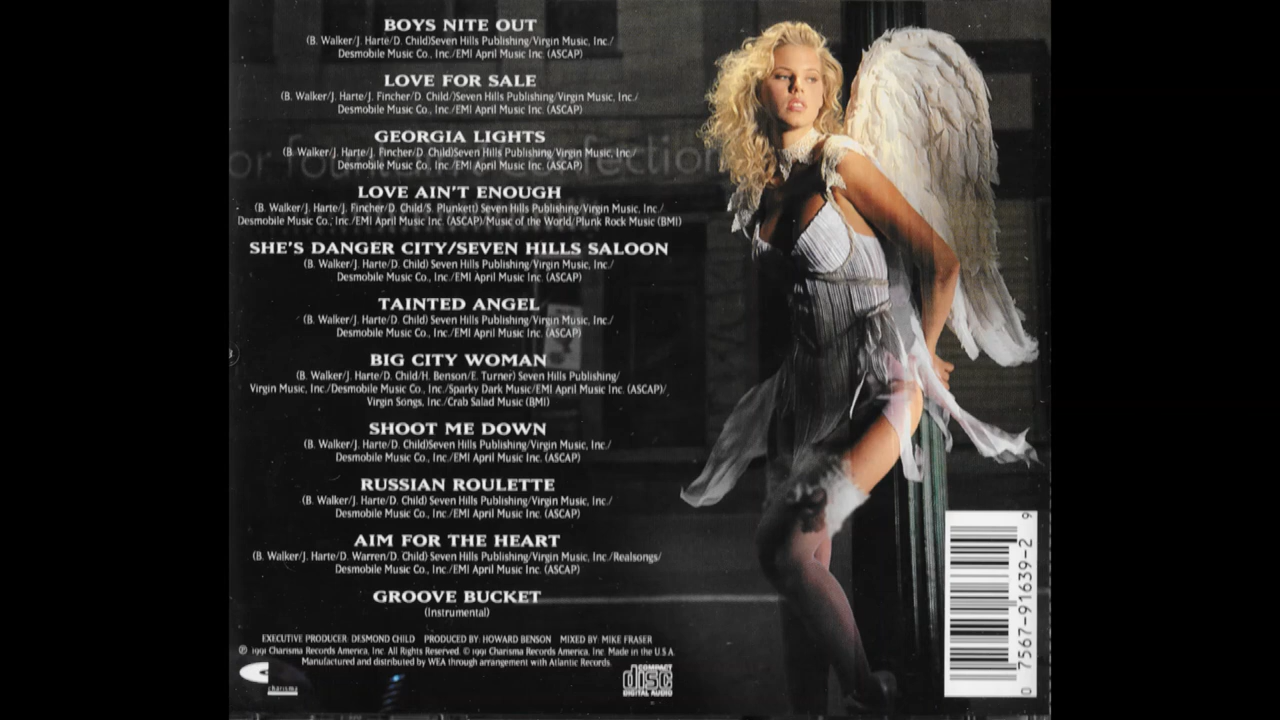 BOYS NITE OUT
(B. Walker/J. Harte/D. Child)Seven Hills Publishing/Virgin Music, Inc./
Desmobile Music Co., Inc./EMI April Music Inc. (ASCAP)
LOVE FOR SALE
(B. Walker/J. Harte/J. Fincher/D. Child/)Seven Hills Publishing/Virgin Music, Inc./
Desmobile Music Co., Inc./EMI April Music Inc. (ASCAP)
GEORGIA LIGHTS
(B. Walker/J. Harte/J. Fincher/D. Child)Seven Hills Publishing/Virgin Music, Inc./
Desmobile Music Co., Inc./EMI April Music Inc. (ASCAP)
LOVE AIN'T ENOUGH
(B. Walker/J. Harte/J. Fincher/D. Child/S. Plunkett) Seven Hills Publishing/Virgin Music, Inc./
Desmobile Music Co., Inc./EMI April Music Inc. (ASCAP)/Music of the World/Plunk Rock Music (BMI)
SHE'S DANGER CITY/SEVEN HILLS SALOON
(B. Walker/J. Harte/D. Child) Seven Hills Publishing/Virgin Music, Inc./
Desmobile Music Co., Inc./EMI April Music Inc. (ASCAP)
TAINTED ANGEL
(B. Walker/J. Harte/D. Child) Seven Hills Publishing/Virgin Music, Inc./
Desmobile Music Co., Inc./EMI April Music Inc. (ASCAP)
BIG CITY WOMAN
(B. Walker/J. Harte/D. Child/H. Benson/E. Turner) Seven Hills Publishing/
Virgin Music, Inc./Desmobile Music Co., Inc./Sparky Dark Music/EMI April Music Inc. (ASCAP)/
Virgin Songs, Inc./Crab Salad Music (BMI)
SHOOT ME DOWN
(B. Walker/J. Harte/D. Child)Seven Hills Publishing/Virgin Music, Inc./
Desmobile Music Co., Inc./EMI April Music Inc. (ASCAP)
RUSSIAN ROULETTE
(B. Walker/J. Harte/D. Child) Seven Hills Publishing/Virgin Music, Inc./
Desmobile Music Co., Inc./EMI April Music Inc. (ASCAP)
AIM FOR THE HEART
(B. Walker/J. Harte/D. Warren/D. Child) Seven Hills Publishing/Virgin Music, Inc./Realsongs/
Desmobile Music Co., Inc./EMI April Music Inc. (ASCAP)
GROOVE BUCKET
(Instrumental)
EXECUTIVE PRODUCER: DESMOND CHILD PRODUCED BY: HOWARD BENSON MIXED BY: MIKE FRASER
℗ 1991 Charisma Records America, Inc. All Rights Reserved. © 1991 Charisma Records America, Inc. Made in the U.S.A.
Manufactured and distributed by WEA through arrangement with Atlantic Records.
charisma
COMPACT
disc
DIGITAL AUDIO
0 7567-91639-2 9